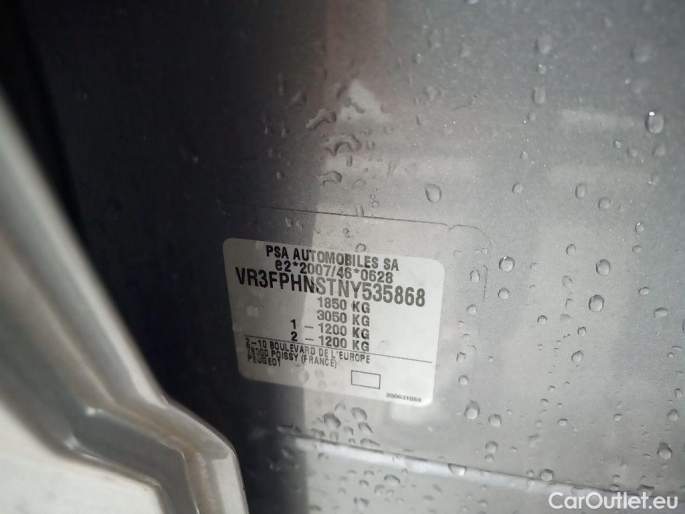 PSA AUTOMOBILES SA
e2*2007/46*0628
VR3FPHNSTNY535868
1850 KG
3050 KG
1 - 1200 KG
2 - 1200 KG
2-10 BOULEVARD DE L'EUROPE
POISSY (FRANCE)
PEUGEOT
CarOutlet.eu